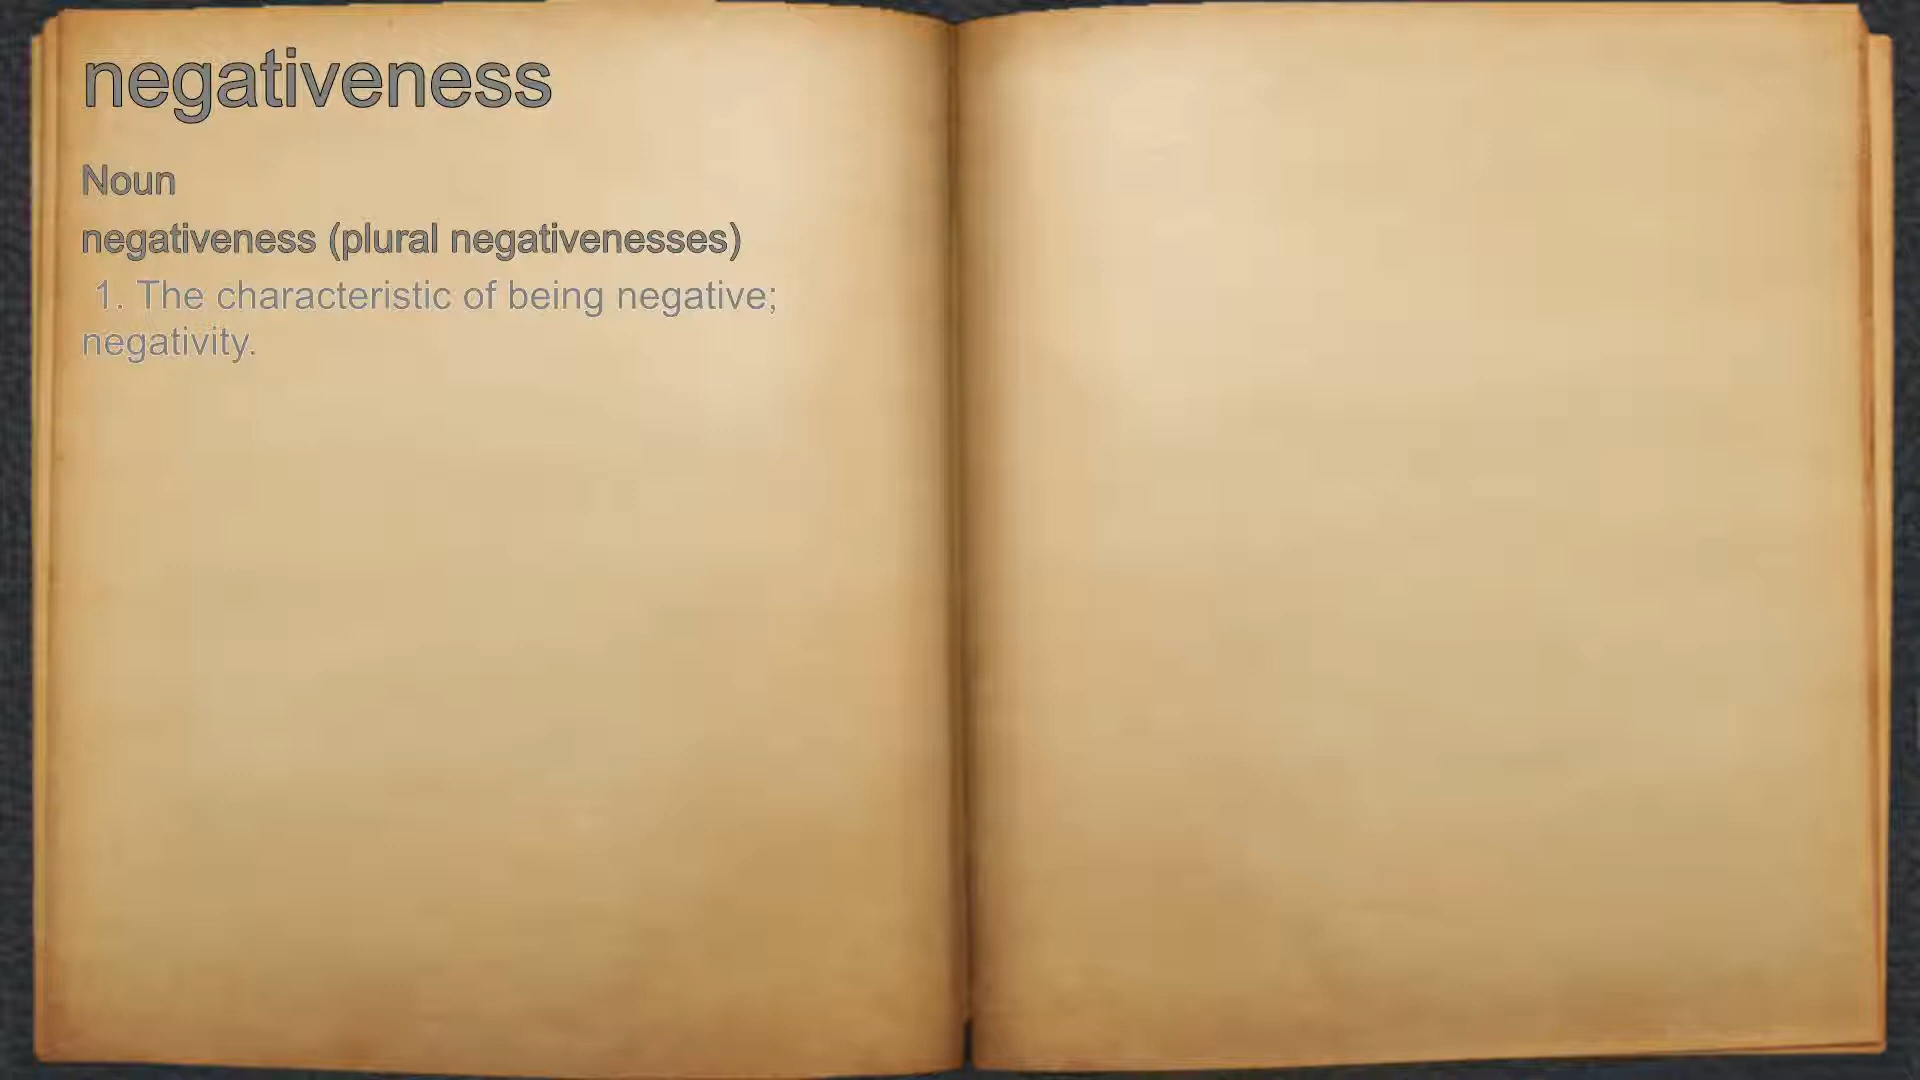 negativeness
Noun
negativeness (plural negativenesses)
1. The characteristic of being negative;
negativity.